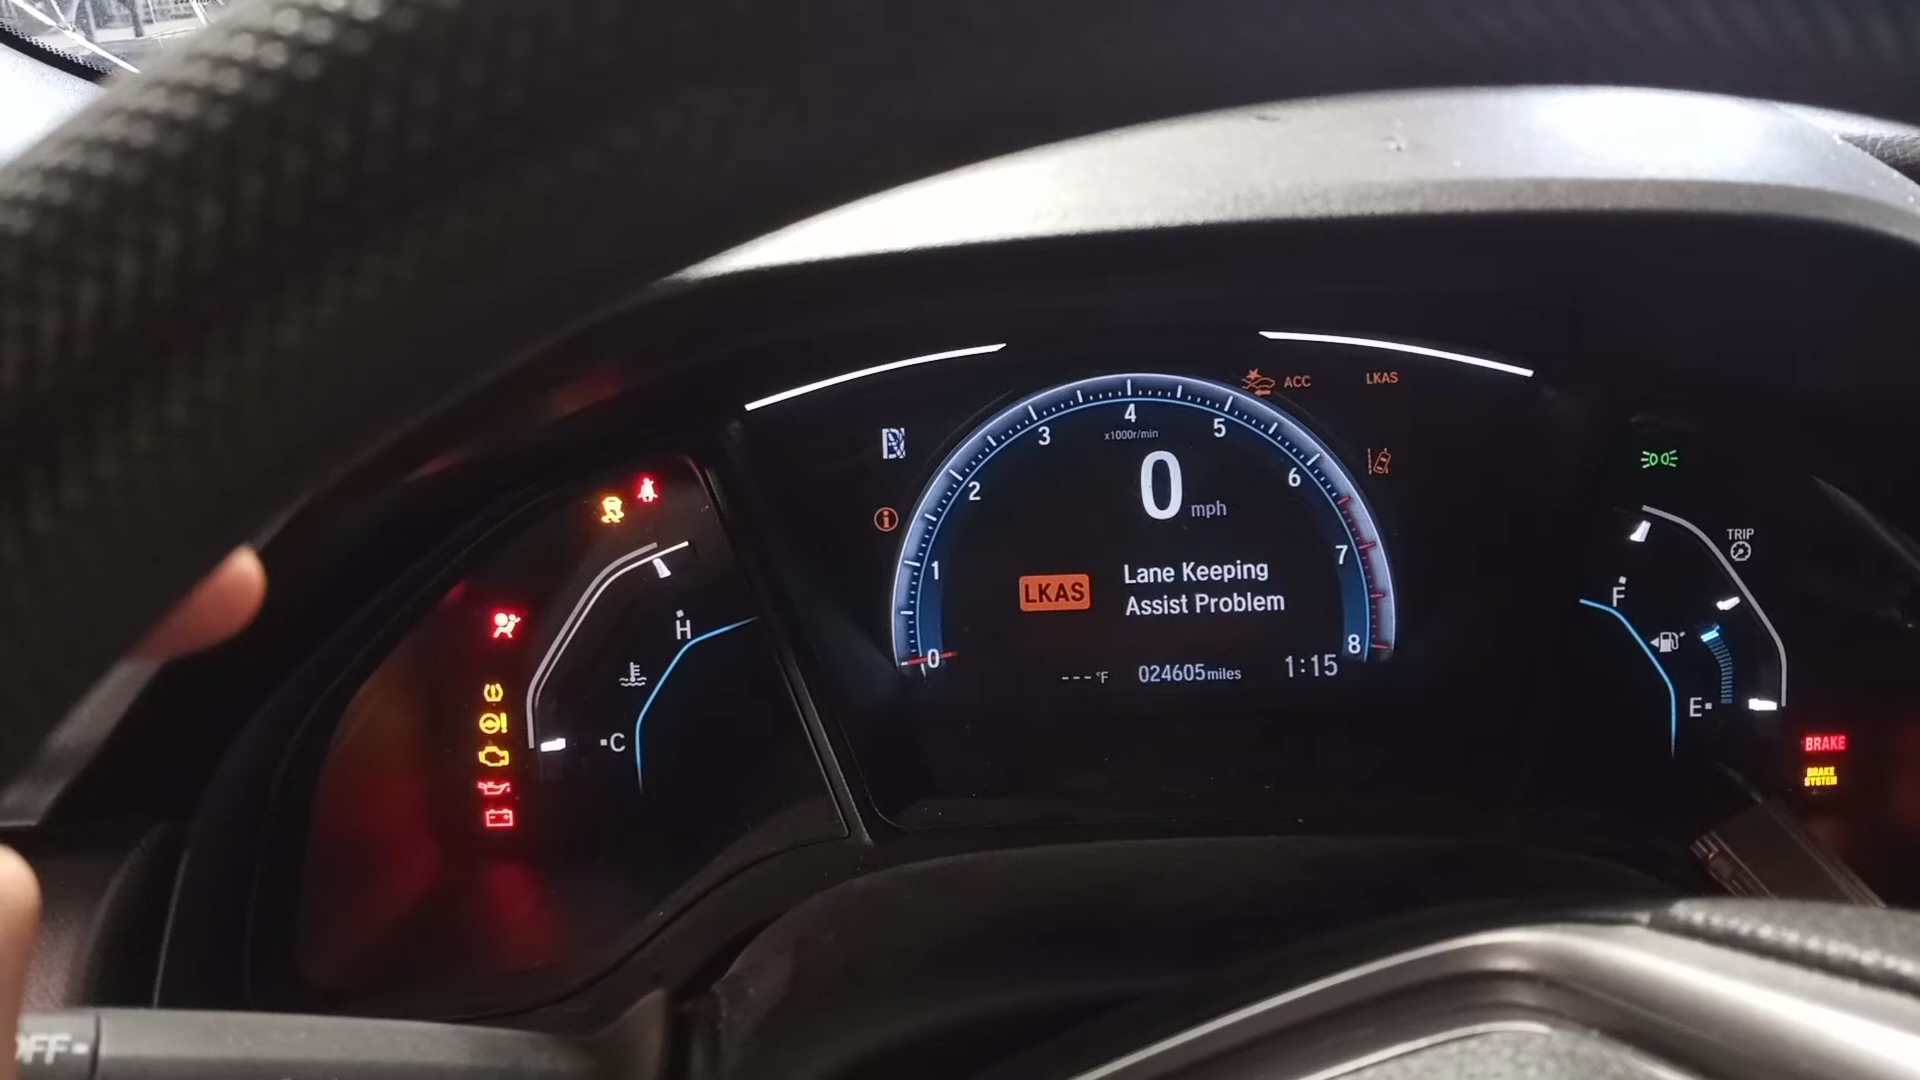 ACC
LKAS
4
x1000r/min
3
5
2
6
0
mph
TRIP
1
7
Lane Keeping
LKAS
Assist Problem
F
H
0
8
---°F
024605miles
1:15
E
C
BRAKE
BRAKE
SYSTEM
OFF